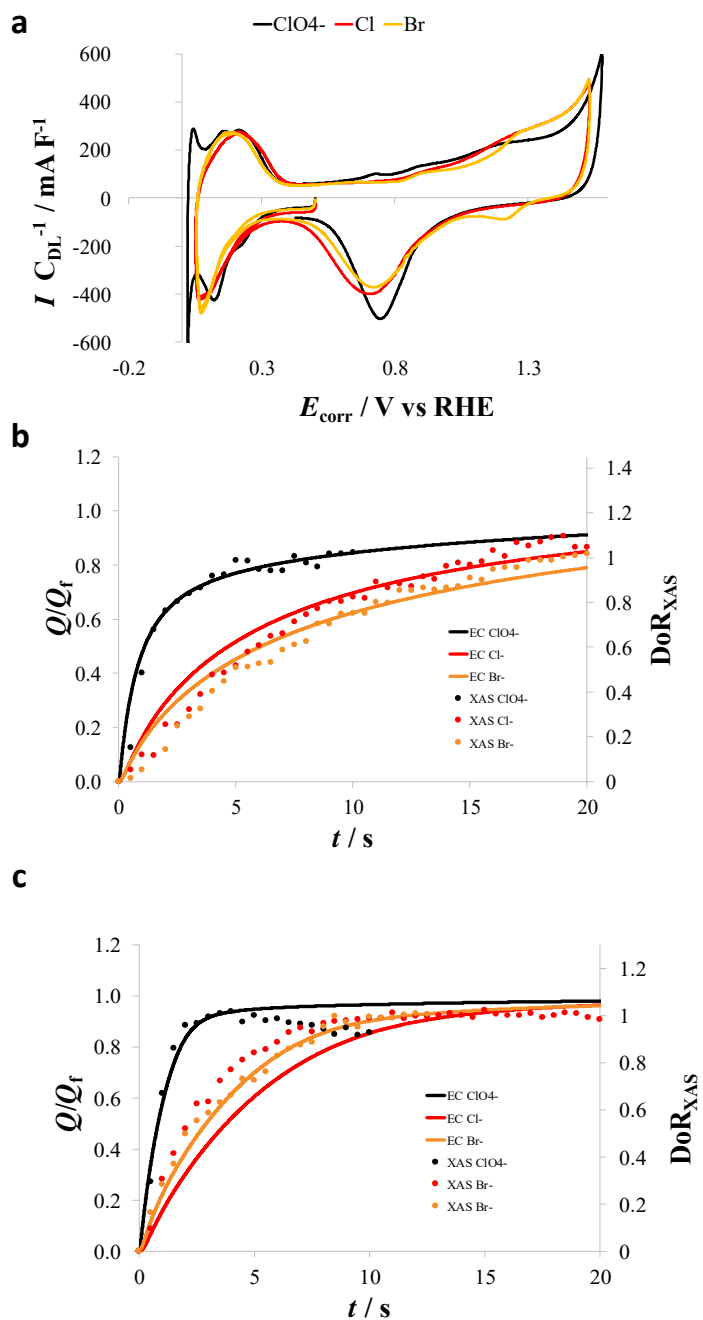 a
ClO4- Cl Br
I C_DL^-1 / mA F^-1
600
400
200
0
-200
-400
-600
-0.2 0.3 0.8 1.3
E_corr / V vs RHE
b
Q/Q_f
1.2
1.0
0.8
0.6
0.4
0.2
0.0
1.4
1.2
1
0.8
0.6
0.4
0.2
0
DoR_XAS
EC ClO4-
EC Cl-
EC Br-
XAS ClO4-
XAS Cl-
XAS Br-
0 5 10 15 20
t / s
c
Q/Q_f
1.2
1.0
0.8
0.6
0.4
0.2
0.0
1.2
1
0.8
0.6
0.4
0.2
0
DoR_XAS
EC ClO4-
EC Cl-
EC Br-
XAS ClO4-
XAS Br-
XAS Br-
0 5 10 15 20
t / s